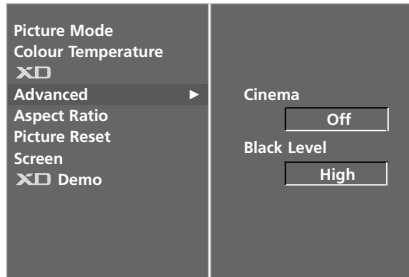 Picture Mode
Colour Temperature
XD
Advanced ►
Aspect Ratio
Picture Reset
Screen
XD Demo
Cinema
Off
Black Level
High